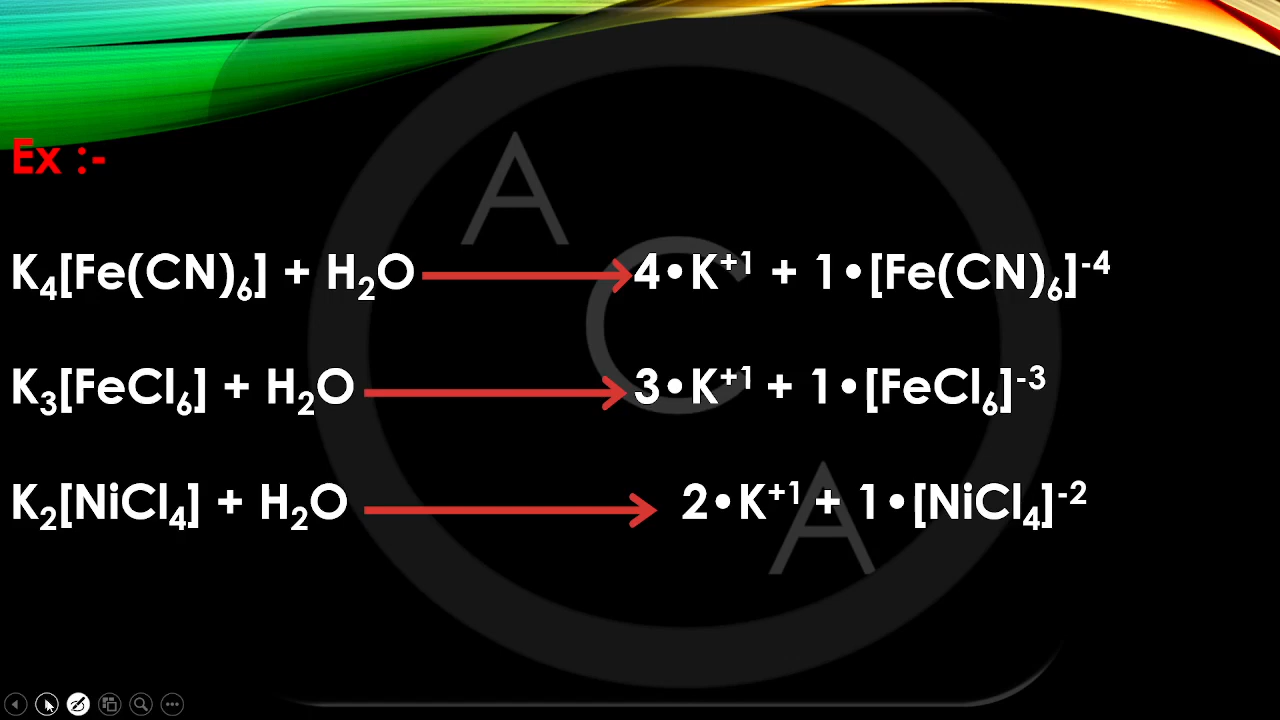 Ex :-
K₄[Fe(CN)₆] + H₂O ⟶ 4•K⁺¹ + 1•[Fe(CN)₆]⁻⁴
K₃[FeCl₆] + H₂O ⟶ 3•K⁺¹ + 1•[FeCl₆]⁻³
K₂[NiCl₄] + H₂O ⟶ 2•K⁺¹ + 1•[NiCl₄]⁻²
A
C
A